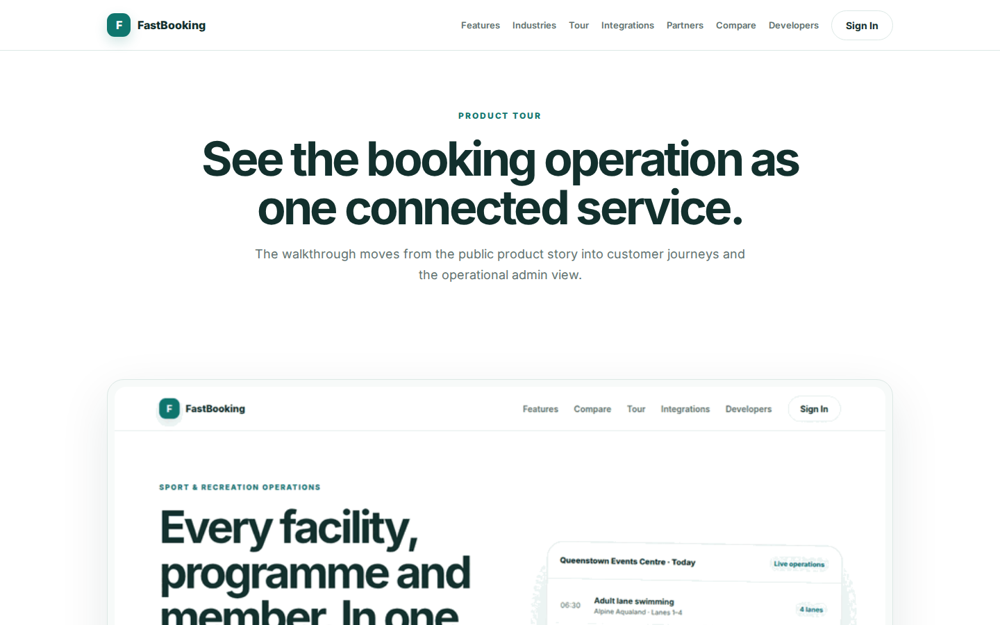 F FastBooking Features Industries Tour Integrations Partners Compare Developers Sign In
PRODUCT TOUR
See the booking operation as
one connected service.
The walkthrough moves from the public product story into customer journeys and
the operational admin view.
F FastBooking Features Compare Tour Integrations Developers Sign In
SPORT & RECREATION OPERATIONS
Every facility,
programme and
member. In one
Queenstown Events Centre · Today Live operations
06:30 Adult lane swimming 4 lanes
Alpine Aqualand · Lanes 1–4